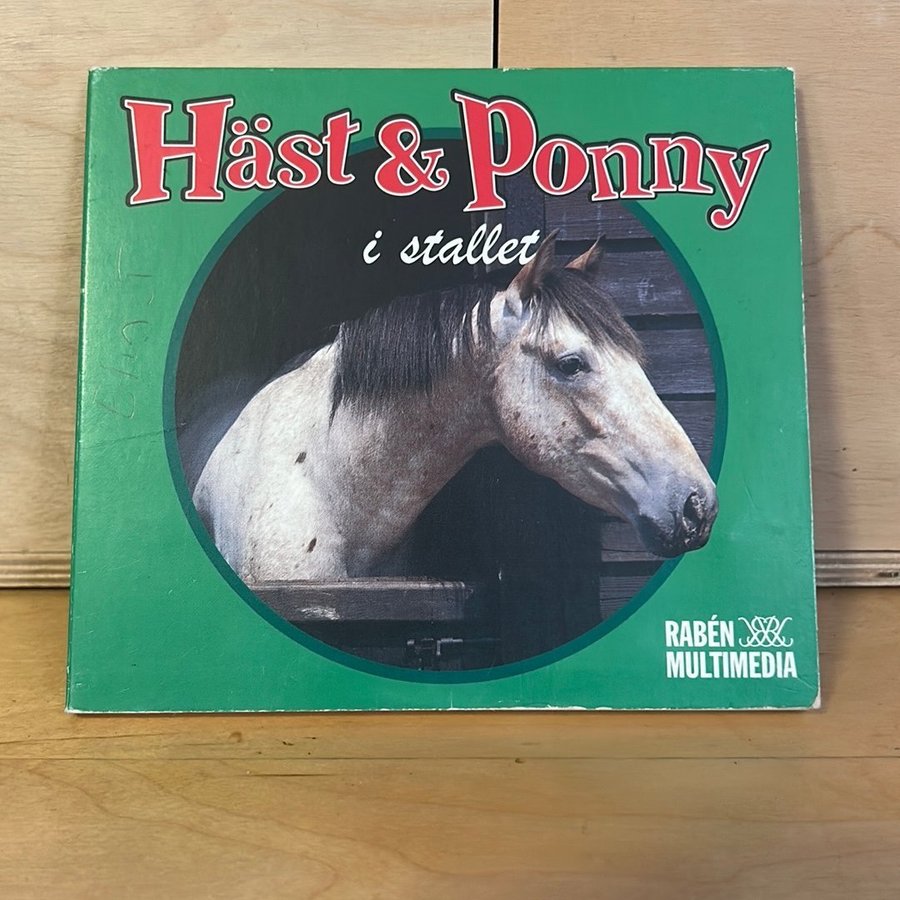 Häst & Ponny
i stallet
RABÉN
MULTIMEDIA